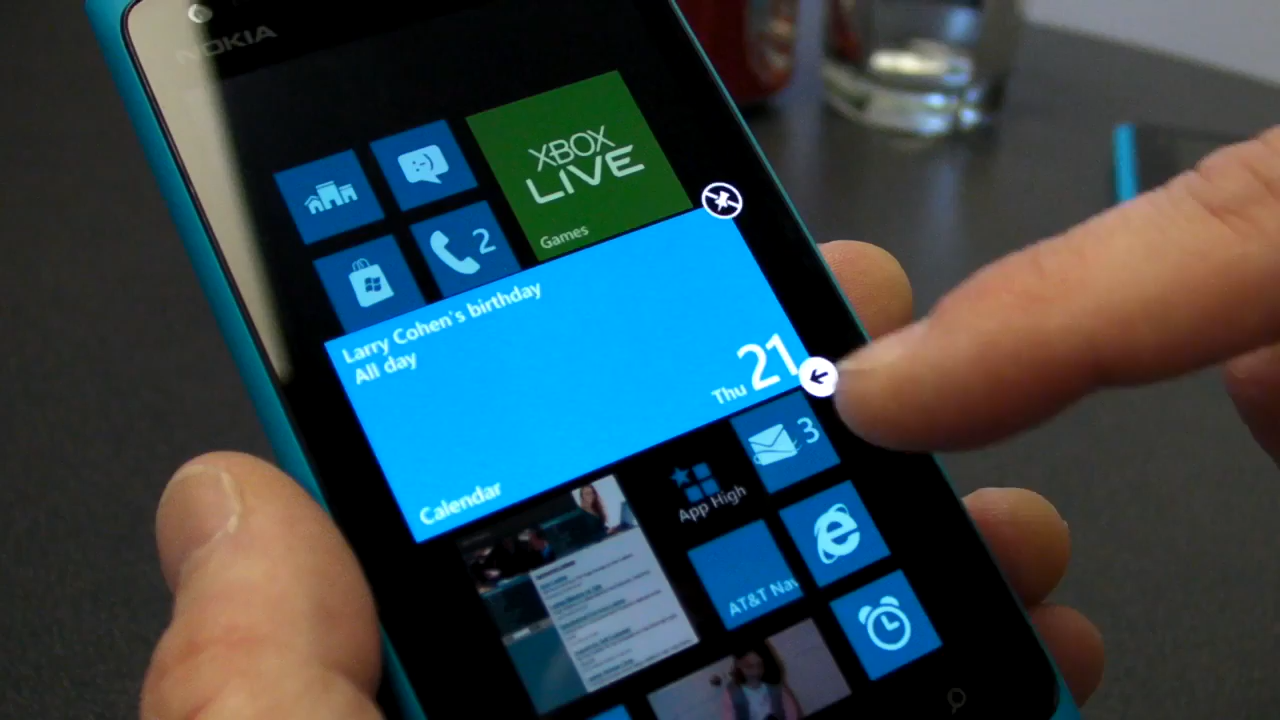 NOKIA
XBOX
LIVE
Games
2
Larry Cohen's birthday
All day
Thu 21
Calendar
3
App High
AT&T Nav